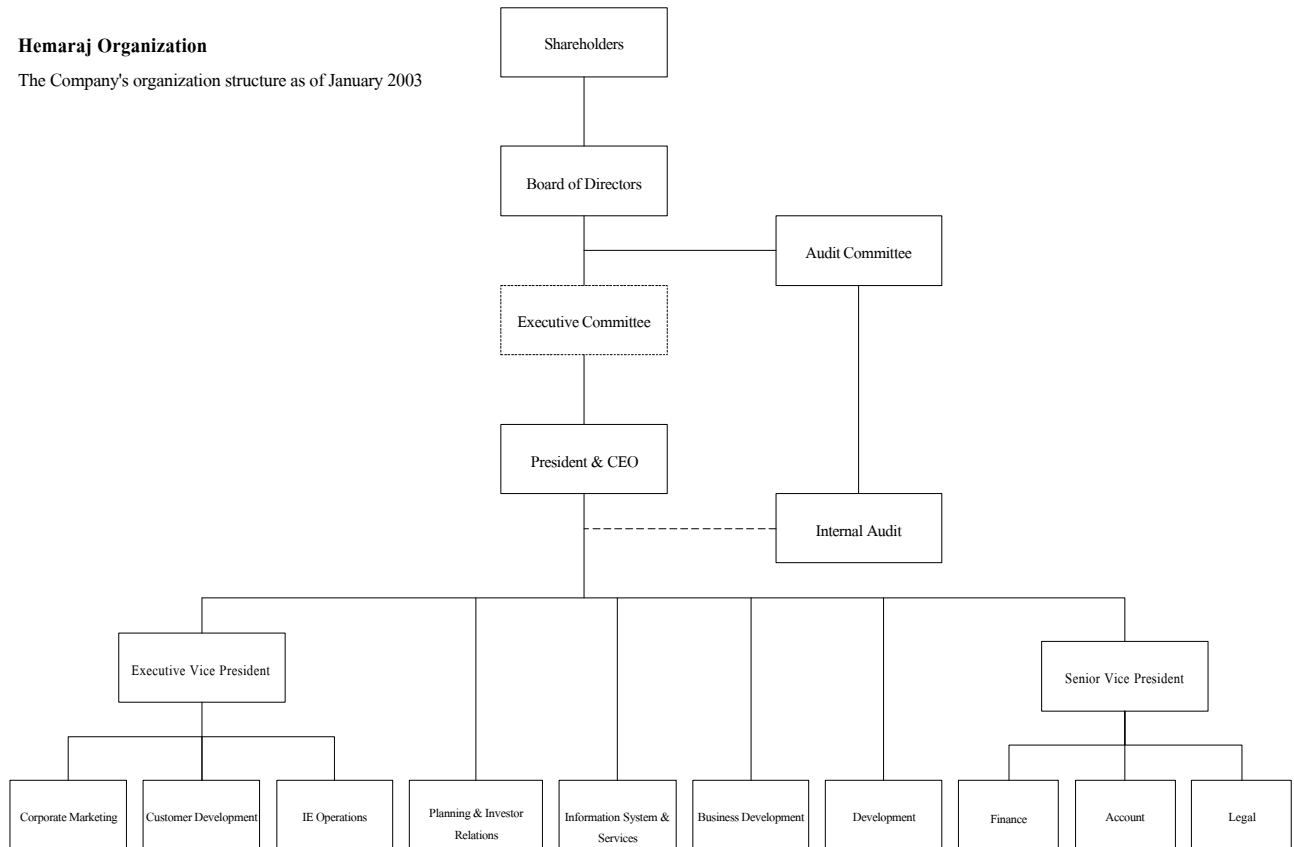 Hemaraj Organization
The Company's organization structure as of January 2003
Shareholders
Board of Directors
Audit Committee
Executive Committee
President & CEO
Internal Audit
Executive Vice President
Senior Vice President
Corporate Marketing
Customer Development
IE Operations
Planning & Investor
Relations
Information System &
Services
Business Development
Development
Finance
Account
Legal